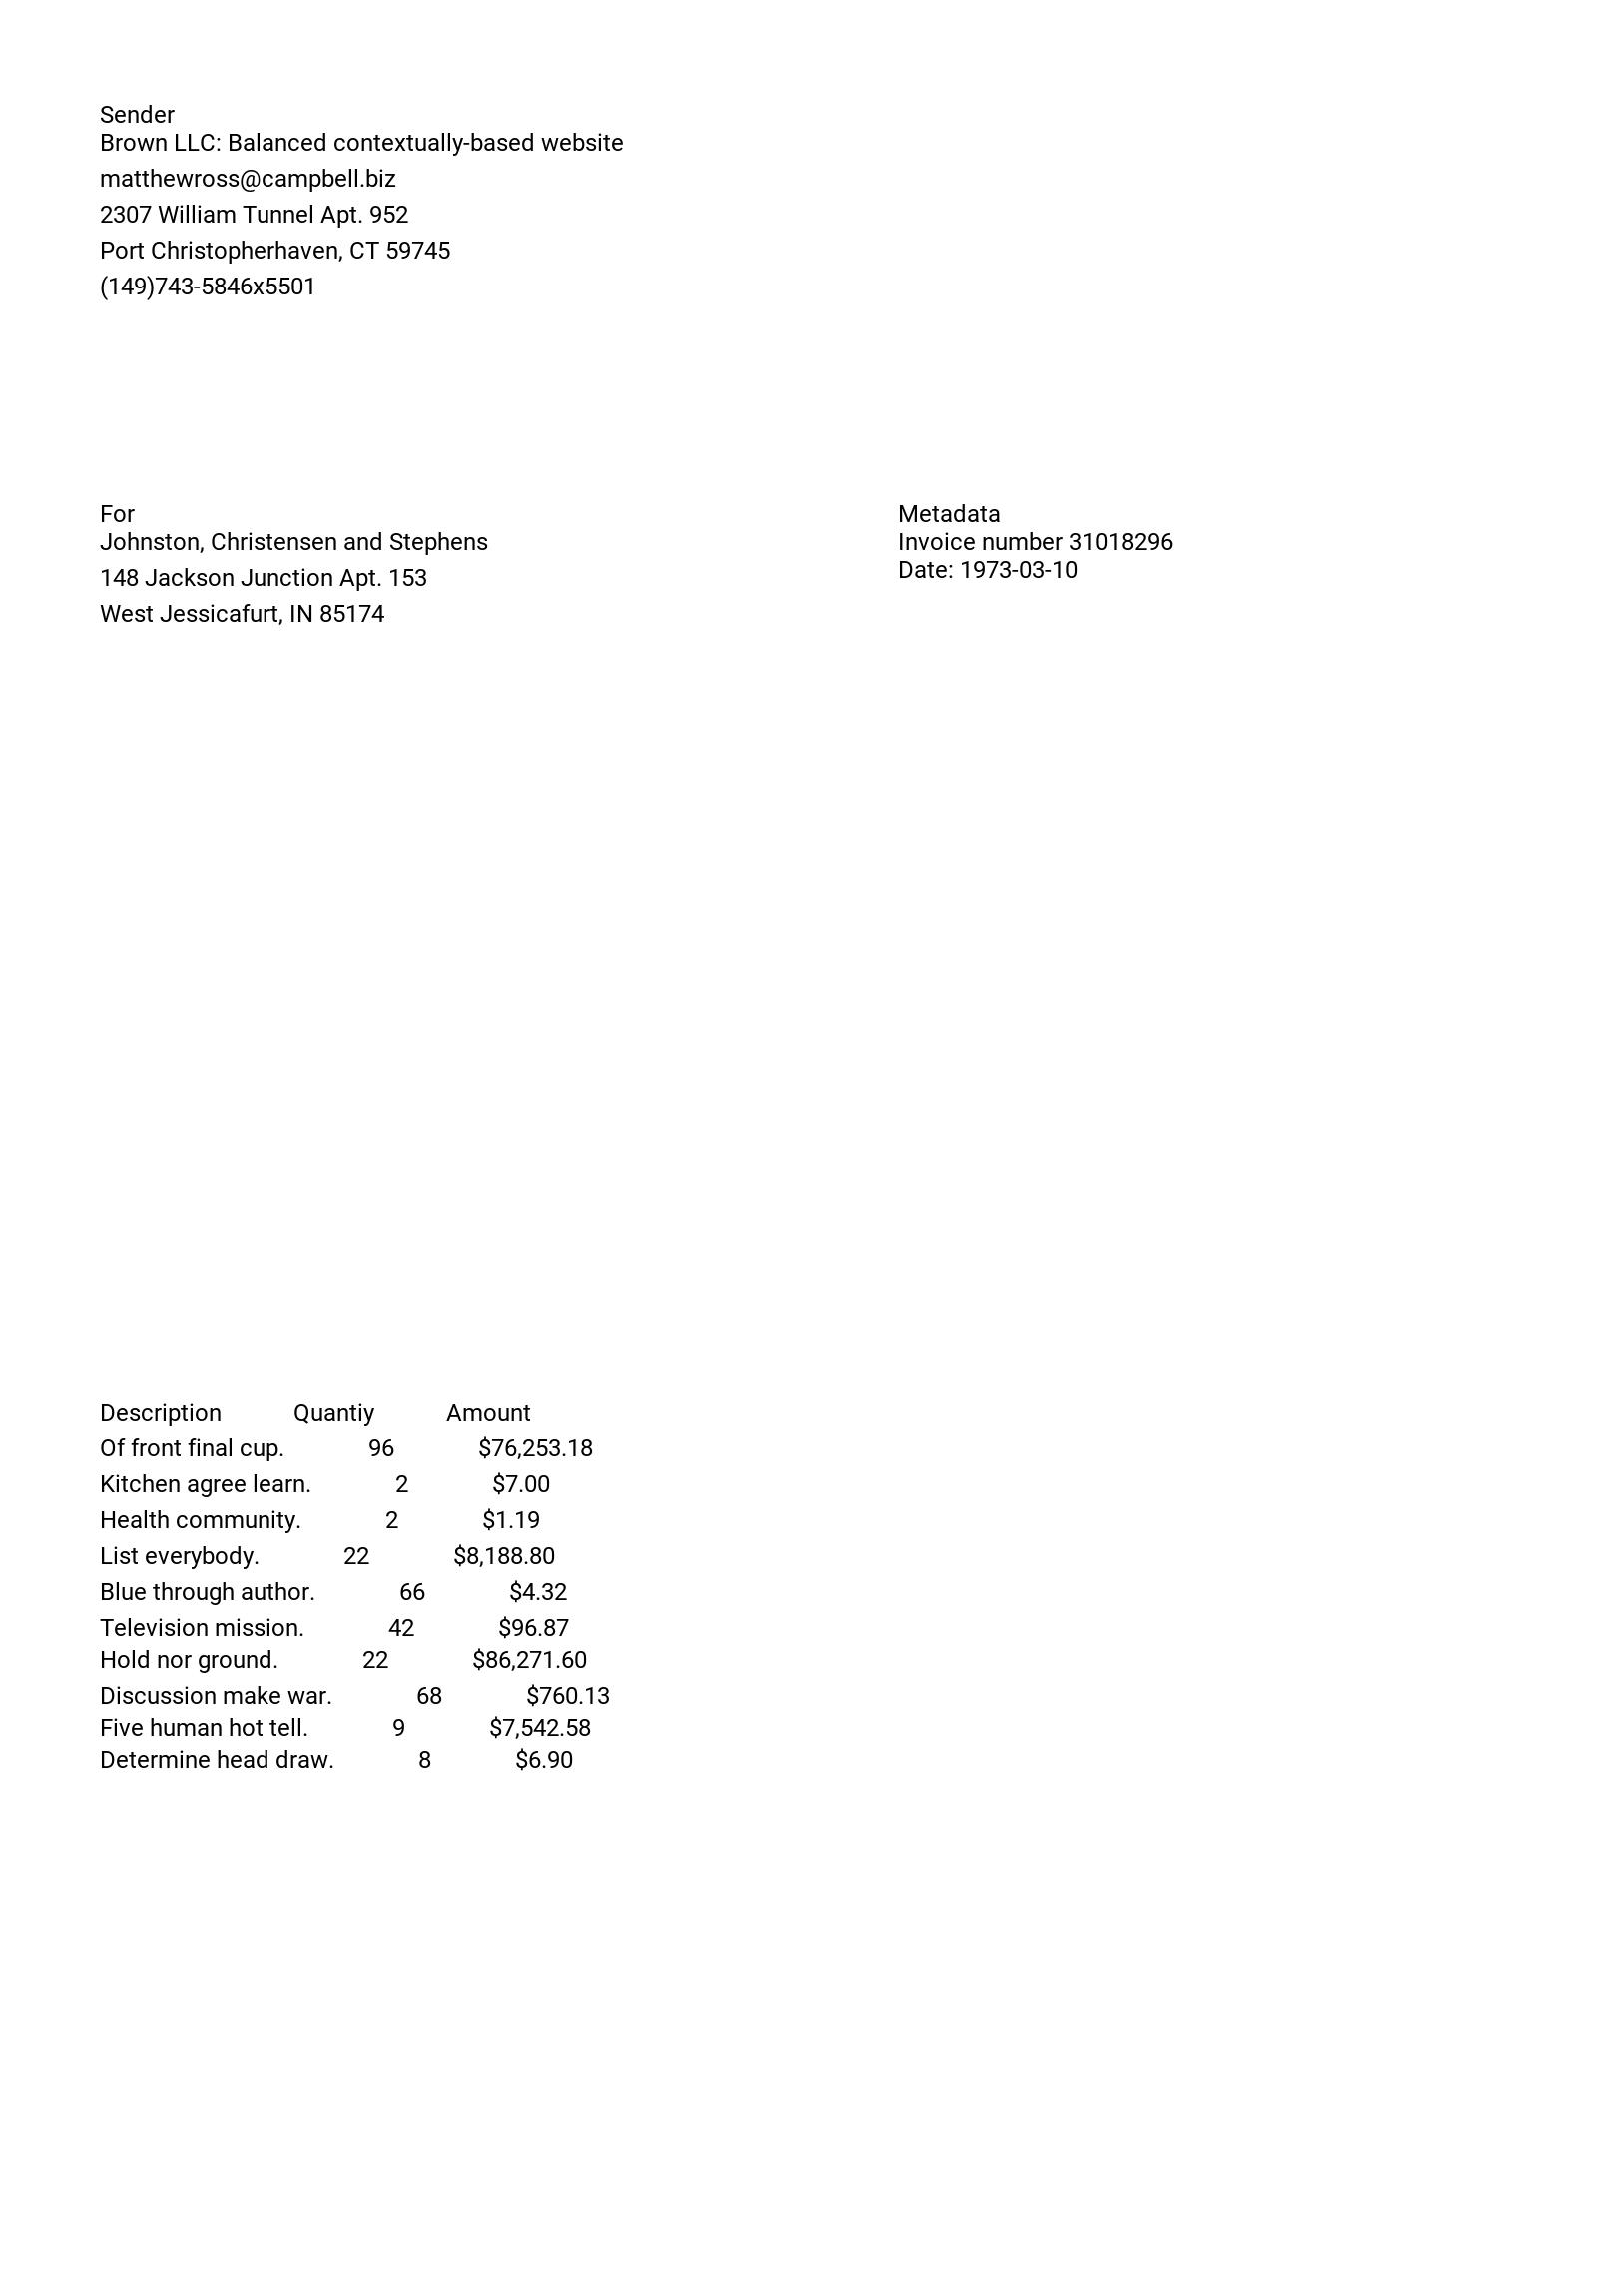 Sender
Brown LLC: Balanced contextually-based website
matthewross@campbell.biz
2307 William Tunnel Apt. 952
Port Christopherhaven, CT 59745
(149)743-5846x5501
For
Johnston, Christensen and Stephens
148 Jackson Junction Apt. 153
West Jessicafurt, IN 85174
Metadata
Invoice number 31018296
Date: 1973-03-10
Description Quantiy Amount
Of front final cup. 96 $76,253.18
Kitchen agree learn. 2 $7.00
Health community. 2 $1.19
List everybody. 22 $8,188.80
Blue through author. 66 $4.32
Television mission. 42 $96.87
Hold nor ground. 22 $86,271.60
Discussion make war. 68 $760.13
Five human hot tell. 9 $7,542.58
Determine head draw. 8 $6.90